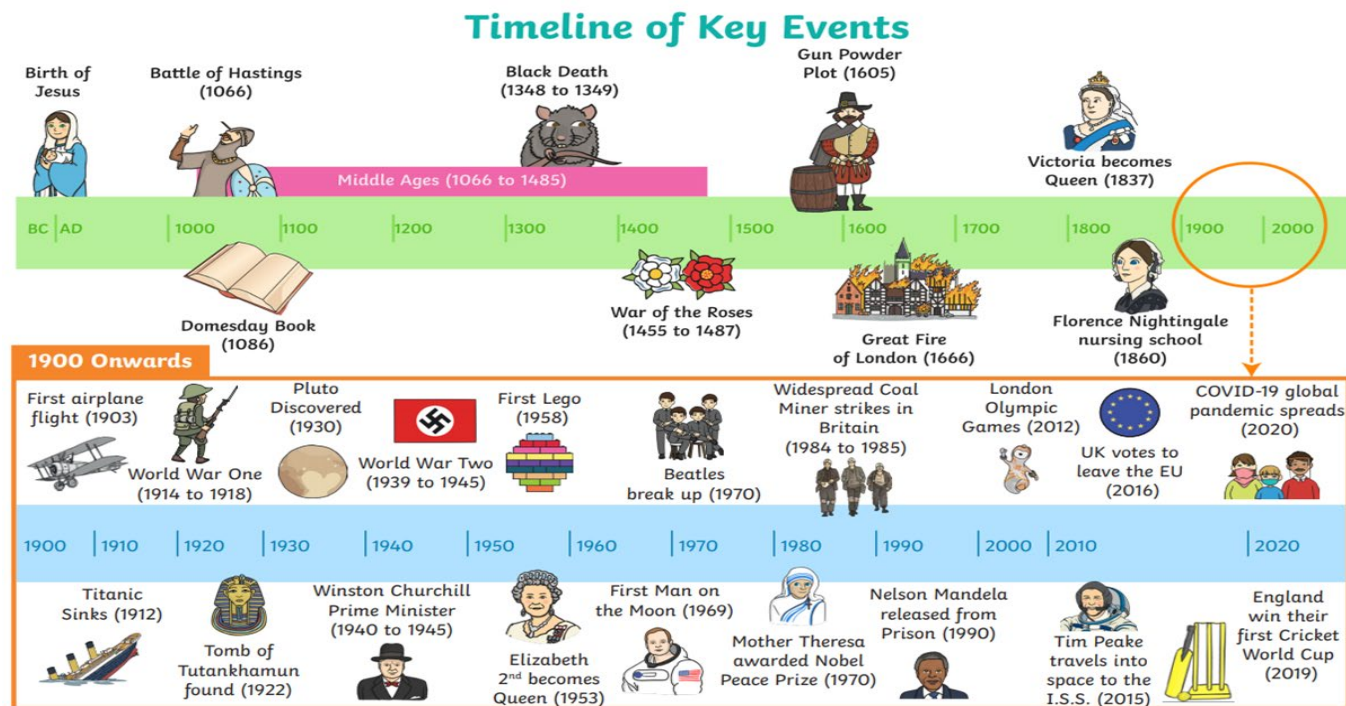 Timeline of Key Events
Birth of
Jesus
Battle of Hastings
(1066)
Black Death
(1348 to 1349)
Gun Powder
Plot (1605)
Victoria becomes
Queen (1837)
Middle Ages (1066 to 1485)
BC AD 1000 1100 1200 1300 1400 1500 1600 1700 1800 1900 2000
Domesday Book
(1086)
War of the Roses
(1455 to 1487)
Great Fire
of London (1666)
Florence Nightingale
nursing school
(1860)
1900 Onwards
First airplane
flight (1903)
World War One
(1914 to 1918)
Pluto
Discovered
(1930)
World War Two
(1939 to 1945)
First Lego
(1958)
Beatles
break up (1970)
Widespread Coal
Miner strikes in
Britain
(1984 to 1985)
London
Olympic
Games (2012)
UK votes to
leave the EU
(2016)
COVID-19 global
pandemic spreads
(2020)
1900 1910 1920 1930 1940 1950 1960 1970 1980 1990 2000 2010 2020
Titanic
Sinks (1912)
Tomb of
Tutankhamun
found (1922)
Winston Churchill
Prime Minister
(1940 to 1945)
Elizabeth
2nd becomes
Queen (1953)
First Man on
the Moon (1969)
Mother Theresa
awarded Nobel
Peace Prize (1970)
Nelson Mandela
released from
Prison (1990)
Tim Peake
travels into
space to the
I.S.S. (2015)
England
win their
first Cricket
World Cup
(2019)